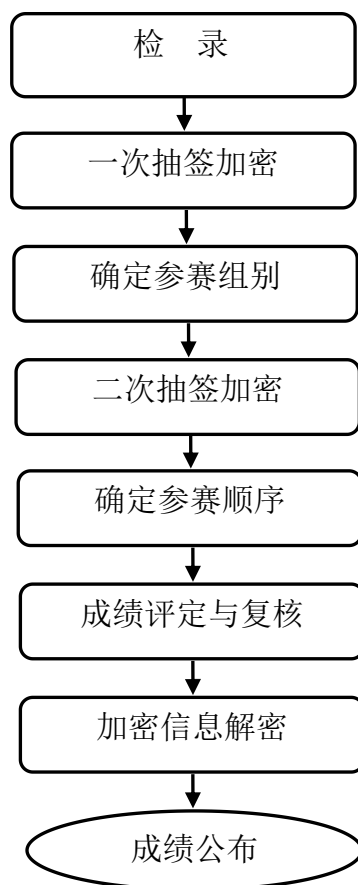 检 录
一次抽签加密
确定参赛组别
二次抽签加密
确定参赛顺序
成绩评定与复核
加密信息解密
成绩公布